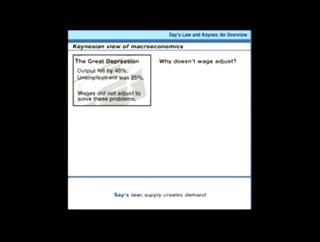 Say's Law and Keynes: An Overview
Keynesian view of macroeconomics
The Great Depression
Output fell by 40%,
Unemployment was 25%,
Wages did not adjust to
solve these problems,
Why doesn't wage adjust?
Say's law: supply creates demand